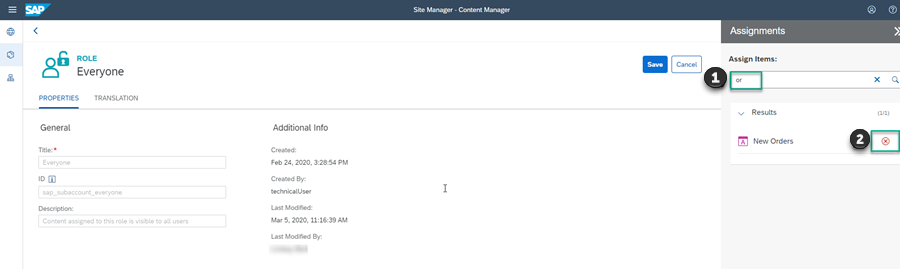 SAP
Site Manager - Content Manager
Assignments
ROLE
Everyone
Save
Cancel
Assign Items:
1
or
PROPERTIES
TRANSLATION
Results
(1/1)
New Orders
2
General
Additional Info
Title:*
Everyone
ID
sap_subaccount_everyone
Description:
Content assigned to this role is visible to all users
Created:
Feb 24, 2020, 3:28:54 PM
Created By:
technicalUser
Last Modified:
Mar 5, 2020, 11:16:39 AM
Last Modified By: